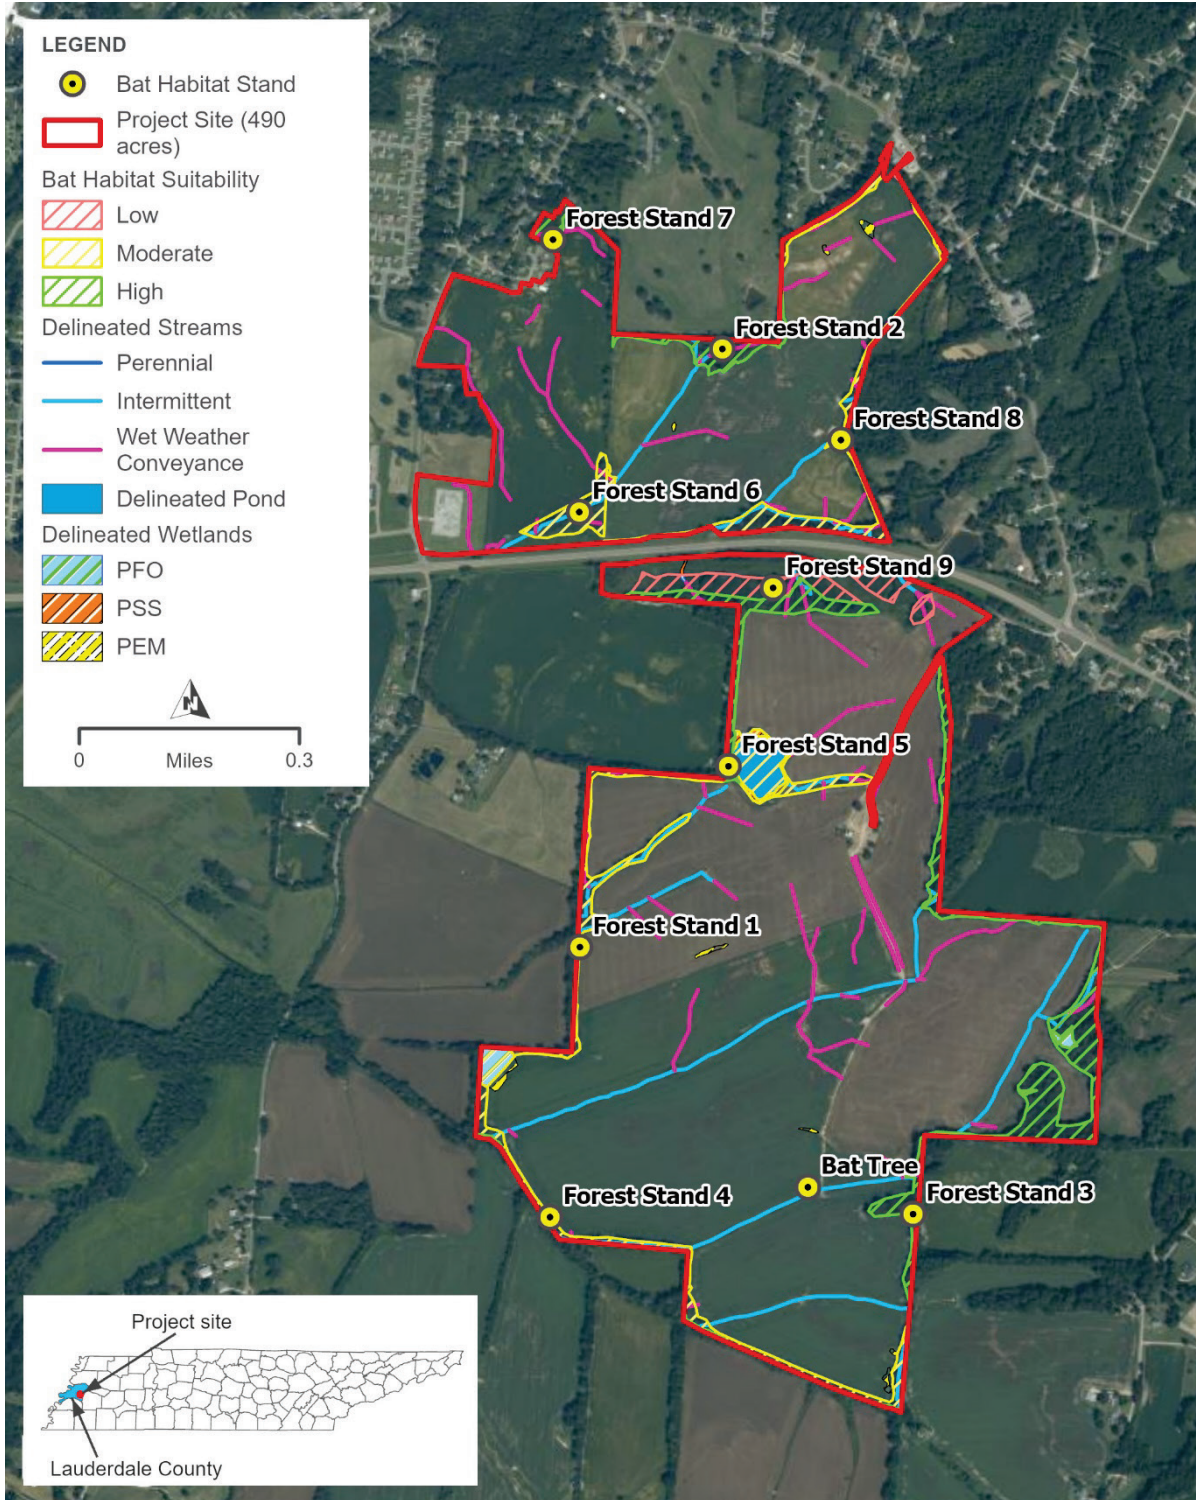 LEGEND
Bat Habitat Stand
Project Site (490
acres)
Bat Habitat Suitability
Low
Moderate
High
Delineated Streams
Perennial
Intermittent
Wet Weather
Conveyance
Delineated Pond
Delineated Wetlands
PFO
PSS
PEM
N
0 Miles 0.3
Forest Stand 7
Forest Stand 2
Forest Stand 8
Forest Stand 6
Forest Stand 9
Forest Stand 5
Forest Stand 1
Bat Tree
Forest Stand 4
Forest Stand 3
Project site
Lauderdale County